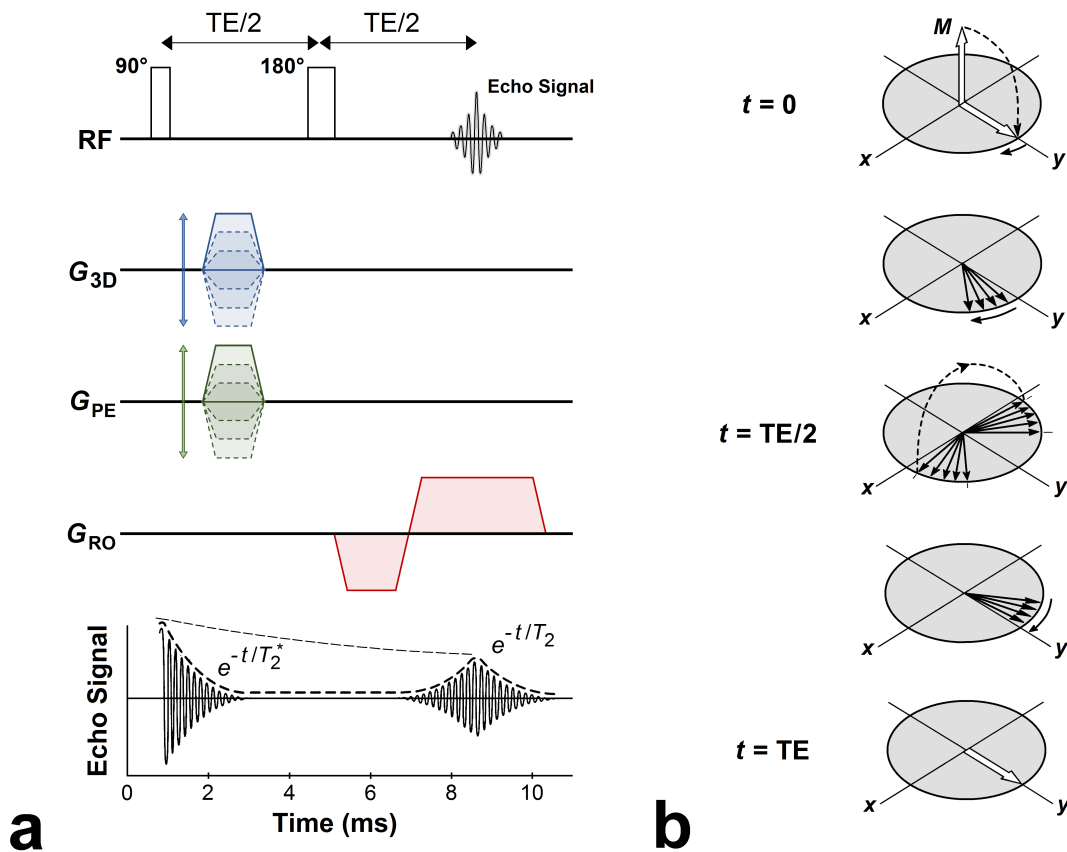 TE/2 TE/2
90° 180°
Echo Signal
RF
G3D
GPE
GRO
Echo Signal
e-t/T2*
e-t/T2
0 2 4 6 8 10
Time (ms)
a
M
t = 0
x y
x y
t = TE/2
x y
x y
t = TE
x y
b